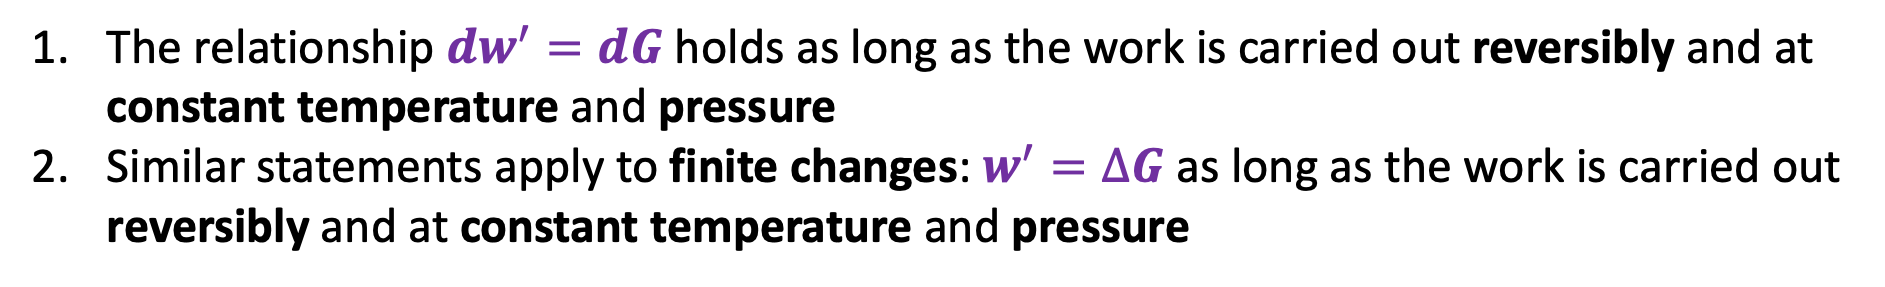 1. The relationship dw′ = dG holds as long as the work is carried out reversibly and at
constant temperature and pressure
2. Similar statements apply to finite changes: w′ = ΔG as long as the work is carried out
reversibly and at constant temperature and pressure